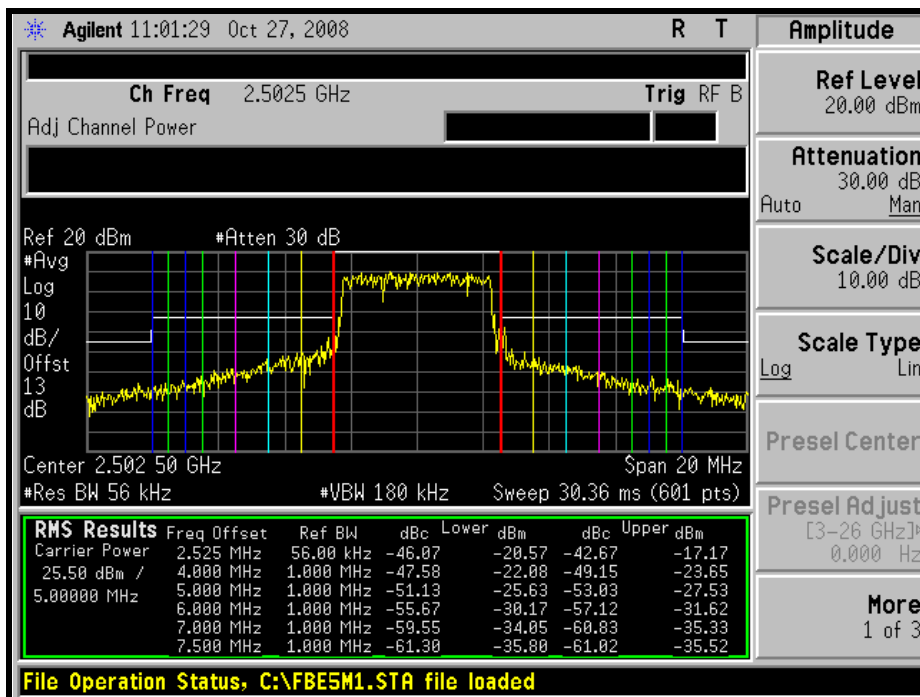 Agilent 11:01:29 Oct 27, 2008 R T
Ch Freq 2.5025 GHz Trig RF B
Adj Channel Power
Ref 20 dBm #Atten 30 dB
#Avg
Log
10
dB/
Offst
13
dB
Center 2.502 50 GHz Span 20 MHz
#Res BW 56 kHz #VBW 180 kHz Sweep 30.36 ms (601 pts)
RMS Results Freq Offset Ref BW dBc Lower dBm dBc Upper dBm
Carrier Power 2.525 MHz 56.00 kHz -46.07 -20.57 -42.67 -17.17
25.50 dBm / 4.000 MHz 1.000 MHz -47.58 -22.08 -49.15 -23.65
5.00000 MHz 5.000 MHz 1.000 MHz -51.13 -25.63 -53.03 -27.53
6.000 MHz 1.000 MHz -55.67 -30.17 -57.12 -31.62
7.000 MHz 1.000 MHz -59.55 -34.05 -60.83 -35.33
7.500 MHz 1.000 MHz -61.30 -35.80 -61.02 -35.52
File Operation Status, C:\FBE5M1.STA file loaded
Amplitude
Ref Level
20.00 dBm
Attenuation
30.00 dB
Auto Man
Scale/Div
10.00 dB
Scale Type
Log Lin
Presel Center
Presel Adjust
[3-26 GHz]
0.000 Hz
More
1 of 3